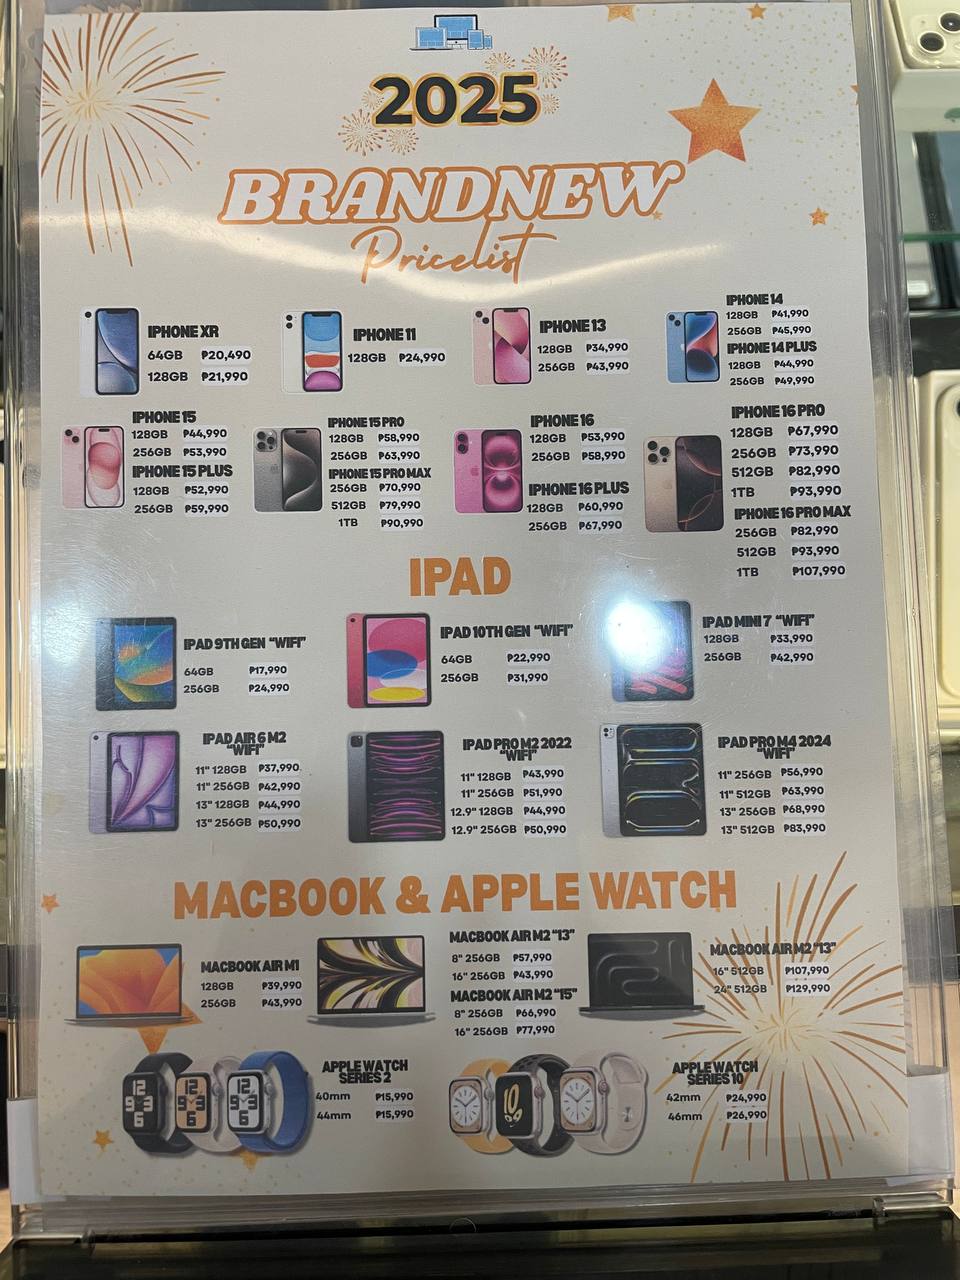 2025
BRANDNEW
Pricelist
IPHONE XR
64GB ₱20,490
128GB ₱21,990
IPHONE 11
128GB ₱24,990
IPHONE 13
128GB ₱34,990
256GB ₱43,990
IPHONE 14
128GB ₱41,990
256GB ₱45,990
IPHONE 14 PLUS
128GB ₱44,990
256GB ₱49,990
IPHONE 15
128GB ₱44,990
256GB ₱53,990
IPHONE 15 PLUS
128GB ₱52,990
256GB ₱59,990
IPHONE 15 PRO
128GB ₱58,990
256GB ₱63,990
IPHONE 15 PRO MAX
256GB ₱70,990
512GB ₱79,990
1TB ₱90,990
IPHONE 16
128GB ₱53,990
256GB ₱58,990
IPHONE 16 PLUS
128GB ₱60,990
256GB ₱67,990
IPHONE 16 PRO
128GB ₱67,990
256GB ₱73,990
512GB ₱82,990
1TB ₱93,990
IPHONE 16 PRO MAX
256GB ₱82,990
512GB ₱93,990
1TB ₱107,990
IPAD
IPAD 9TH GEN "WIFI"
64GB ₱17,990
256GB ₱24,990
IPAD 10TH GEN "WIFI"
64GB ₱22,990
256GB ₱31,990
IPAD MINI 7 "WIFI"
128GB ₱33,990
256GB ₱42,990
IPAD AIR 6 M2
"WIFI"
11" 128GB ₱37,990
11" 256GB ₱42,990
13" 128GB ₱44,990
13" 256GB ₱50,990
IPAD PRO M2 2022
"WIFI"
11" 128GB ₱43,990
11" 256GB ₱51,990
12.9" 128GB ₱44,990
12.9" 256GB ₱50,990
IPAD PRO M4 2024
"WIFI"
11" 256GB ₱56,990
11" 512GB ₱63,990
13" 256GB ₱68,990
13" 512GB ₱83,990
MACBOOK & APPLE WATCH
MACBOOK AIR M1
128GB ₱39,990
256GB ₱43,990
MACBOOK AIR M2 "13"
8" 256GB ₱57,990
16" 256GB ₱43,990
MACBOOK AIR M2 "15"
8" 256GB ₱66,990
16" 256GB ₱77,990
MACBOOK AIR M2 "13"
16" 512GB ₱107,990
24" 512GB ₱129,990
APPLE WATCH
SERIES 2
40mm ₱15,990
44mm ₱15,990
APPLE WATCH
SERIES 10
42mm ₱24,990
46mm ₱26,990